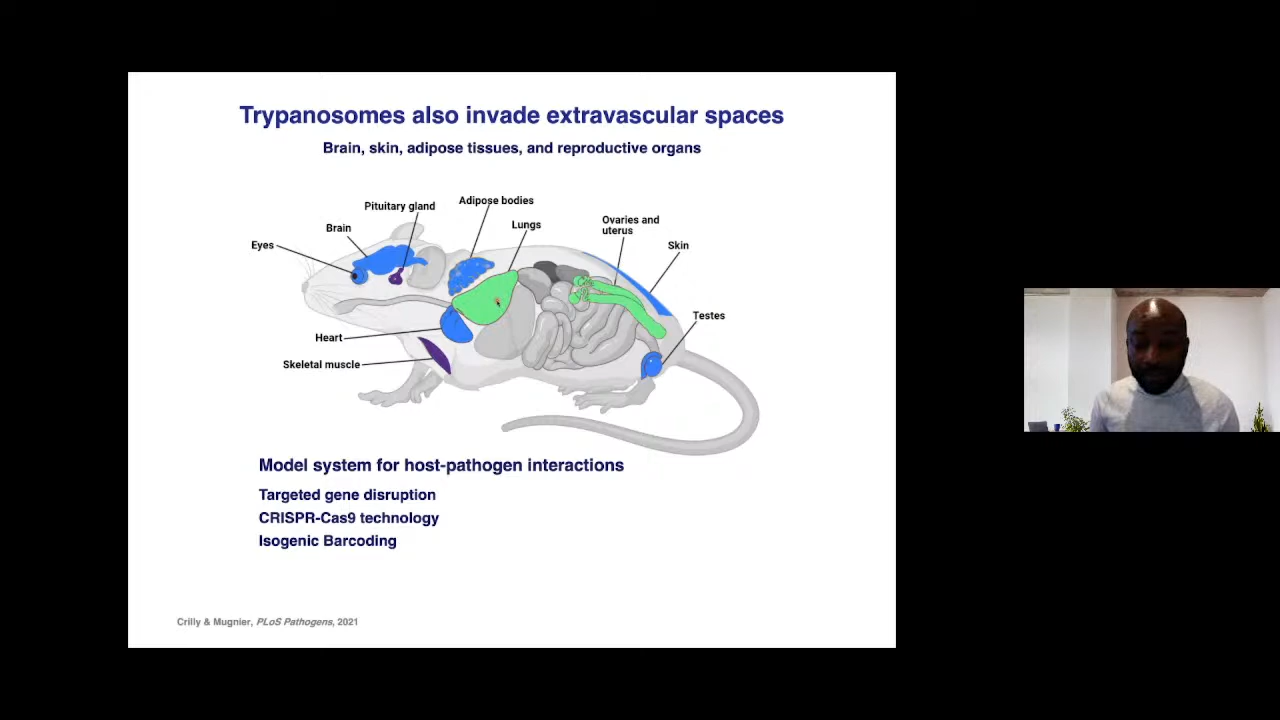 Trypanosomes also invade extravascular spaces
Brain, skin, adipose tissues, and reproductive organs
Adipose bodies
Pituitary gland
Lungs
Ovaries and
uterus
Brain
Eyes
Skin
Testes
Heart
Skeletal muscle
Model system for host-pathogen interactions
Targeted gene disruption
CRISPR-Cas9 technology
Isogenic Barcoding
Crilly & Mugnier, PLoS Pathogens, 2021